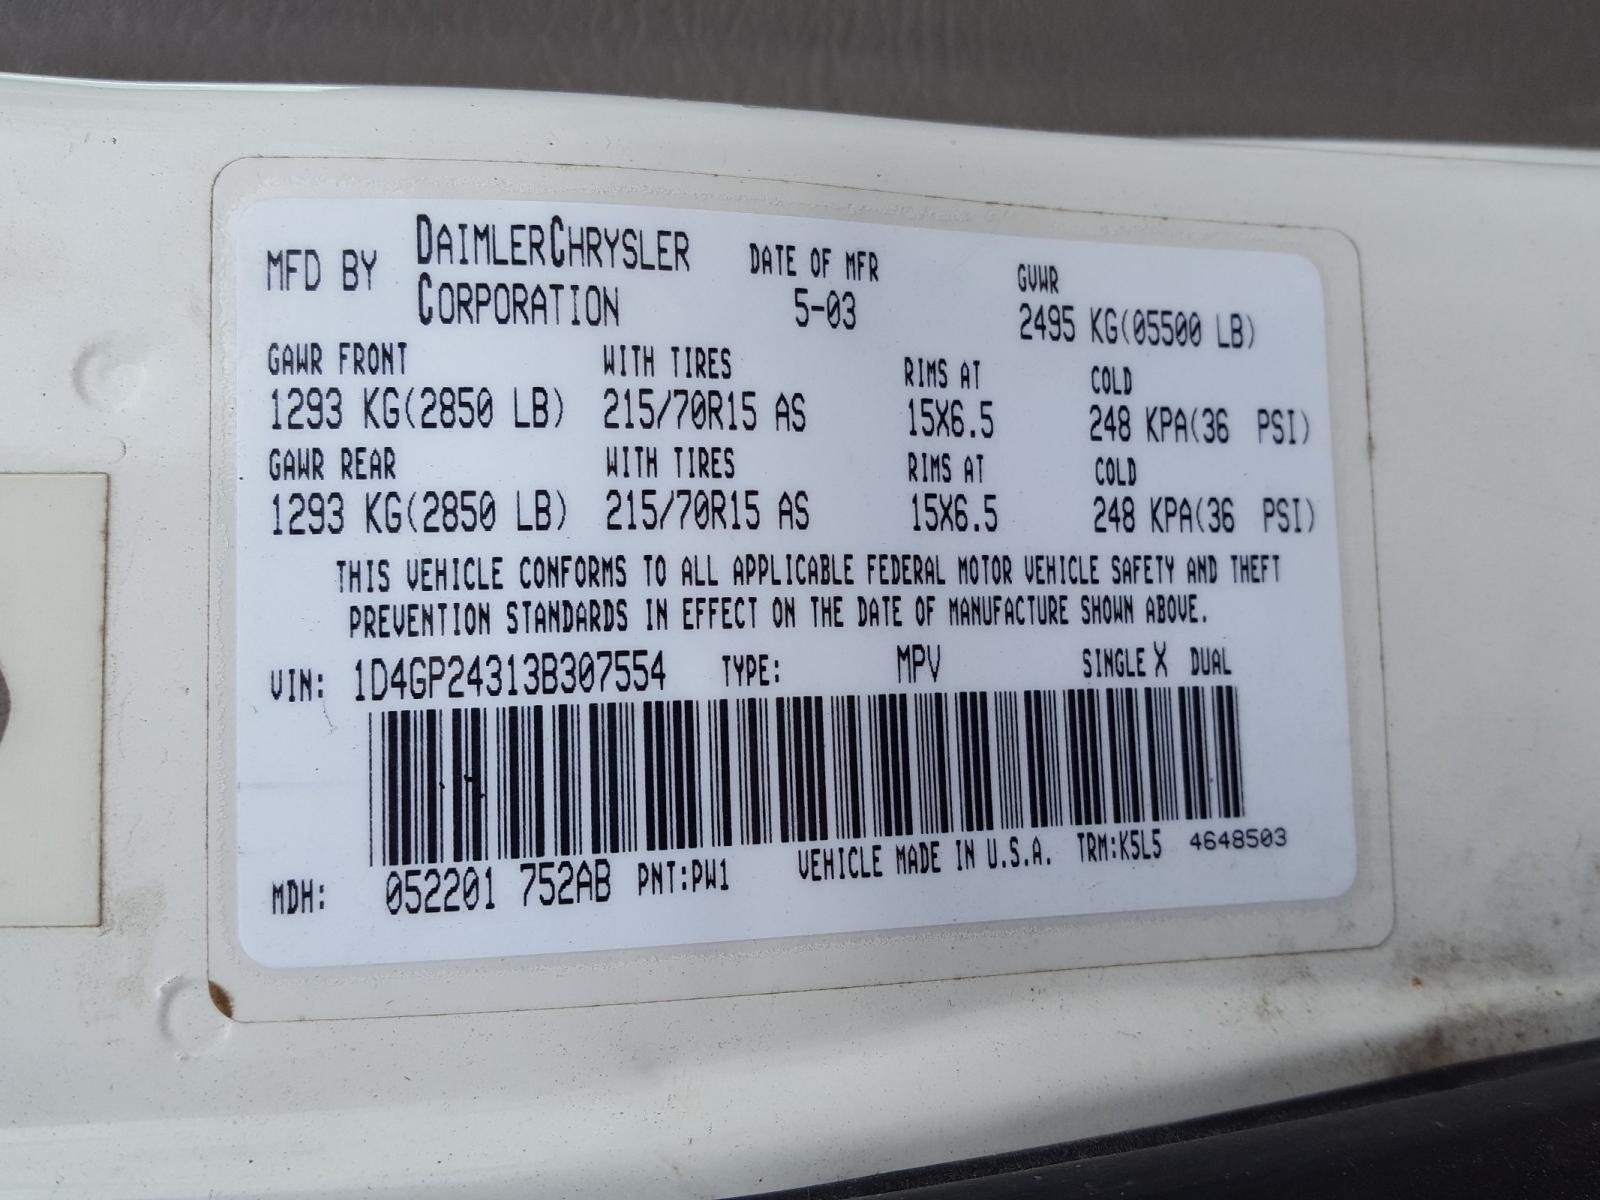 MFD BY DAIMLERCHRYSLER CORPORATION DATE OF MFR 5-03 GVWR 2495 KG(05500 LB)
GAWR FRONT WITH TIRES RIMS AT COLD
1293 KG(2850 LB) 215/70R15 AS 15X6.5 248 KPA(36 PSI)
GAWR REAR WITH TIRES RIMS AT COLD
1293 KG(2850 LB) 215/70R15 AS 15X6.5 248 KPA(36 PSI)
THIS VEHICLE CONFORMS TO ALL APPLICABLE FEDERAL MOTOR VEHICLE SAFETY AND THEFT
PREVENTION STANDARDS IN EFFECT ON THE DATE OF MANUFACTURE SHOWN ABOVE.
VIN: 1D4GP24313B307554 TYPE: MPV SINGLE X DUAL
MDH: 052201 752AB PNT:PW1 VEHICLE MADE IN U.S.A. TRM:K5L5 4648503